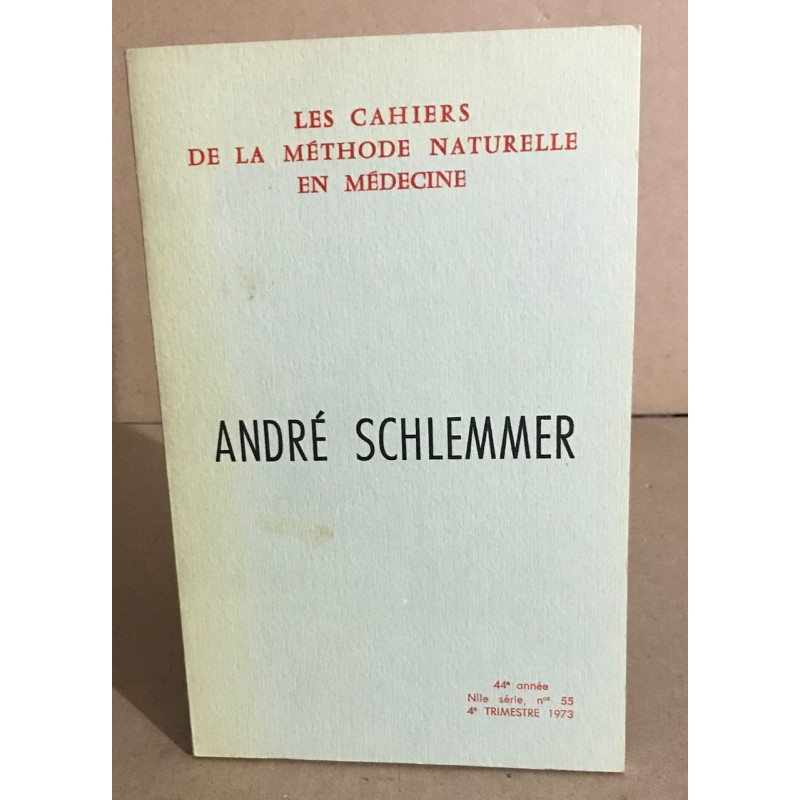 LES CAHIERS
DE LA MÉTHODE NATURELLE
EN MÉDECINE
ANDRÉ SCHLEMMER
44e année
Nlle série, nos 55
4e TRIMESTRE 1973